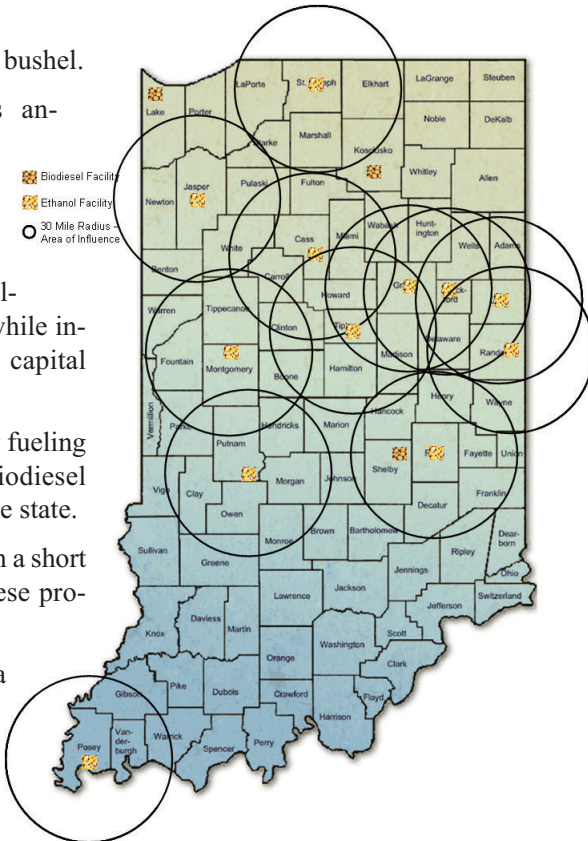 bushel.
s an-
Biodiesel Facility
Ethanol Facility
30 Mile Radius –
Area of Influence
l-
while in-
capital
fueling
iodiesel
e state.
n a short
ese pro-
a
LaPorte
St. Joseph
Elkhart
LaGrange
Steuben
Lake
Porter
Noble
DeKalb
Marshall
Kosciusko
Whitley
Allen
Newton
Jasper
Pulaski
Fulton
White
Cass
Miami
Wabash
Hunt-
ington
Wells
Adams
Benton
Carroll
Howard
Warren
Tippecanoe
Clinton
Delaware
Fountain
Montgomery
Boone
Hamilton
Madison
Henry
Wayne
Vermillion
Parke
Putnam
Hendricks
Marion
Hancock
Fayette
Union
Vigo
Clay
Morgan
Johnson
Shelby
Owen
Decatur
Franklin
Sullivan
Greene
Monroe
Brown
Bartholomew
Jennings
Ripley
Dear-
born
Ohio
Switzerland
Lawrence
Jackson
Jefferson
Knox
Daviess
Martin
Orange
Washington
Scott
Clark
Gibson
Pike
Dubois
Crawford
Floyd
Harrison
Posey
Van-
der-
burgh
Warrick
Spencer
Perry